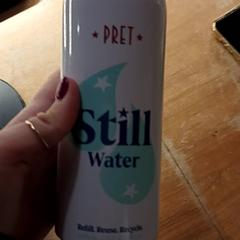 ★ PRET ★
Still
Water
Refill. Reuse. Recycle.